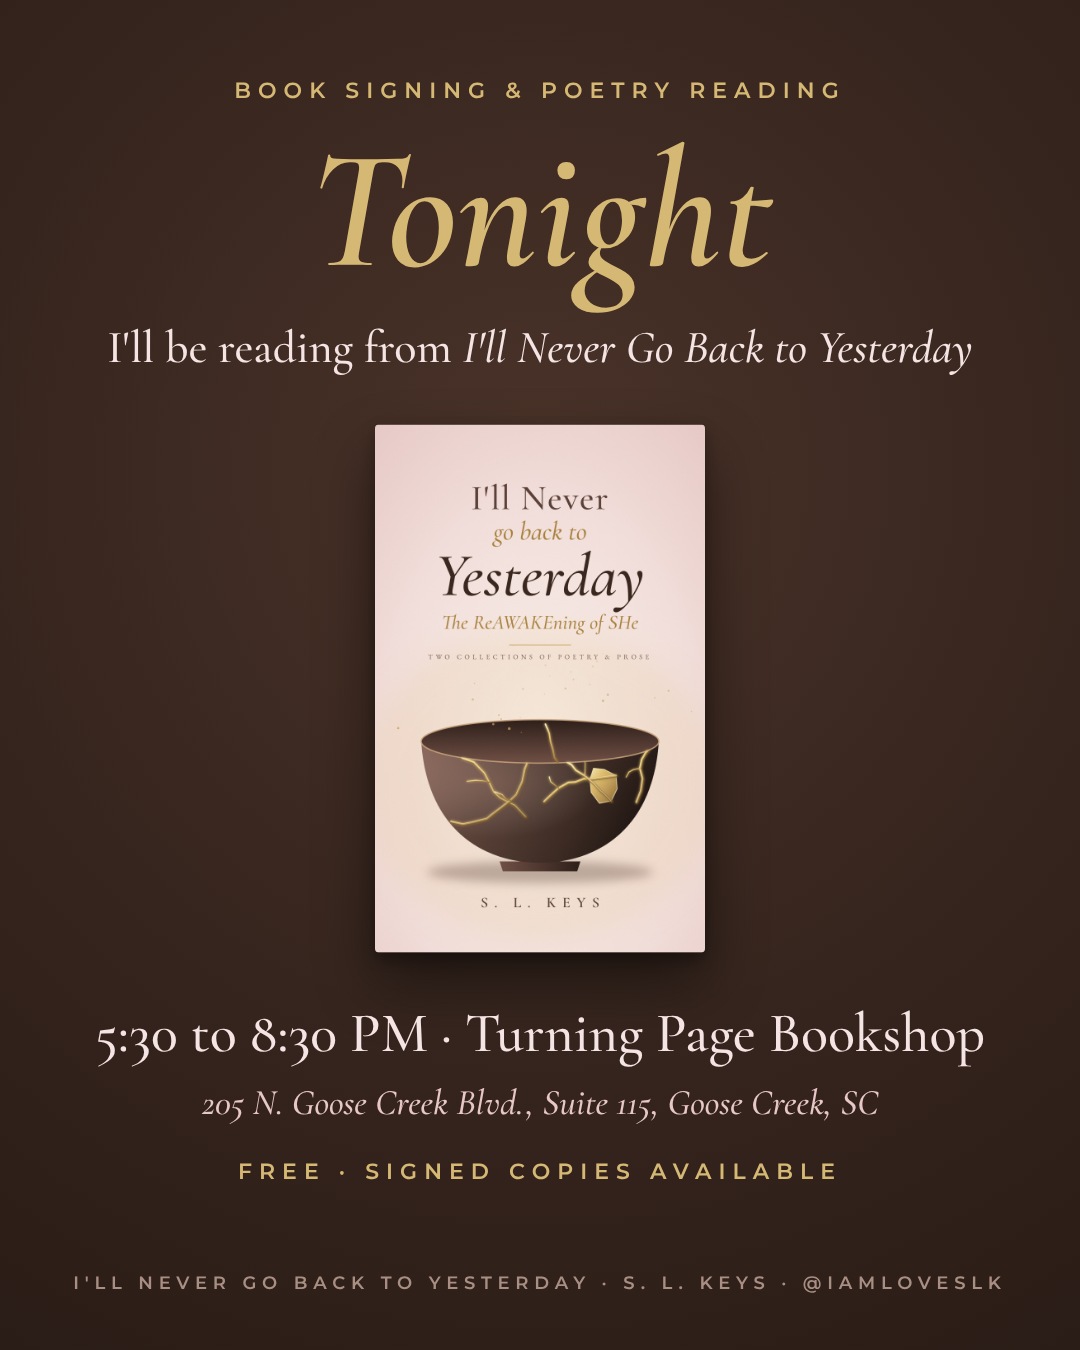 BOOK SIGNING & POETRY READING
Tonight
I'll be reading from I'll Never Go Back to Yesterday
I'll Never
go back to
Yesterday
The ReAWAKEning of SHe
TWO COLLECTIONS OF POETRY & PROSE
S. L. KEYS
5:30 to 8:30 PM · Turning Page Bookshop
205 N. Goose Creek Blvd., Suite 115, Goose Creek, SC
FREE · SIGNED COPIES AVAILABLE
I'LL NEVER GO BACK TO YESTERDAY · S. L. KEYS · @IAMLOVESLK